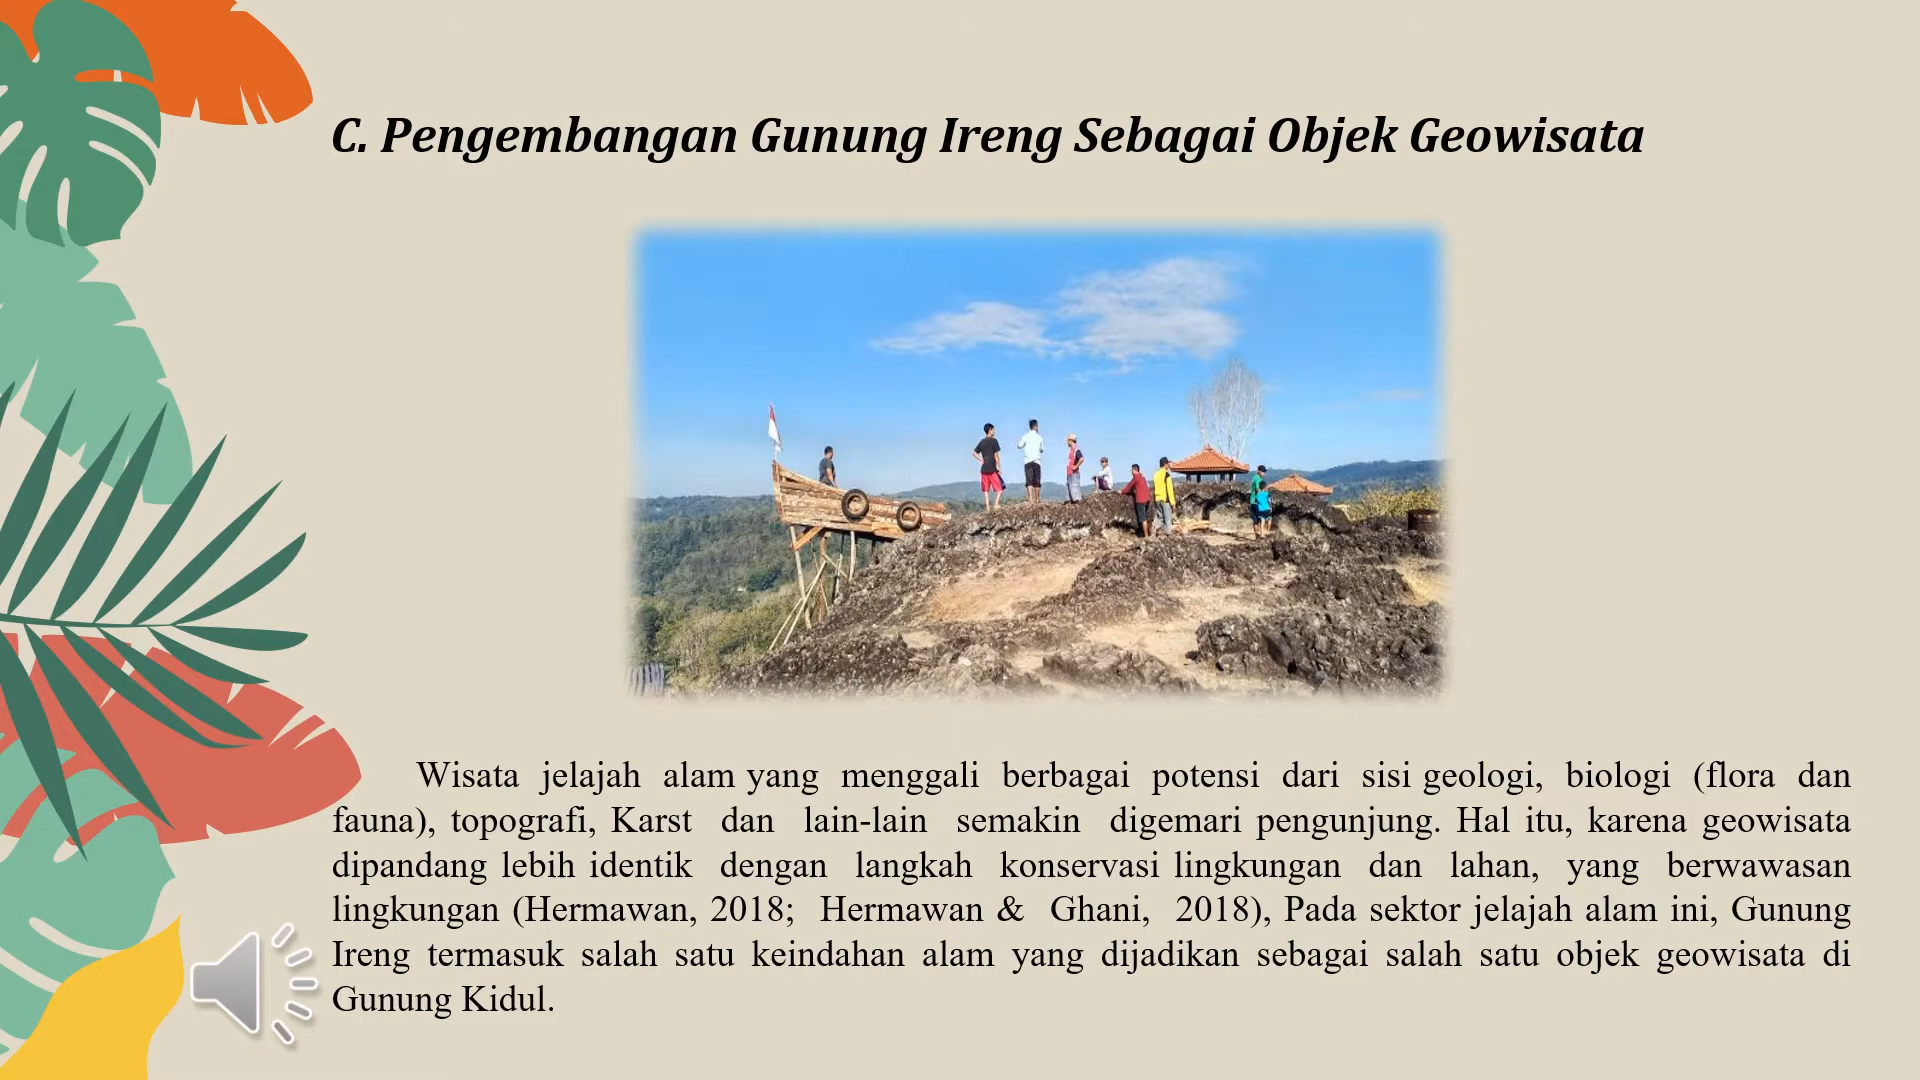 C. Pengembangan Gunung Ireng Sebagai Objek Geowisata
Wisata jelajah alam yang menggali berbagai potensi dari sisi geologi, biologi (flora dan
fauna), topografi, Karst dan lain-lain semakin digemari pengunjung. Hal itu, karena geowisata
dipandang lebih identik dengan langkah konservasi lingkungan dan lahan, yang berwawasan
lingkungan (Hermawan, 2018; Hermawan & Ghani, 2018), Pada sektor jelajah alam ini, Gunung
Ireng termasuk salah satu keindahan alam yang dijadikan sebagai salah satu objek geowisata di
Gunung Kidul.